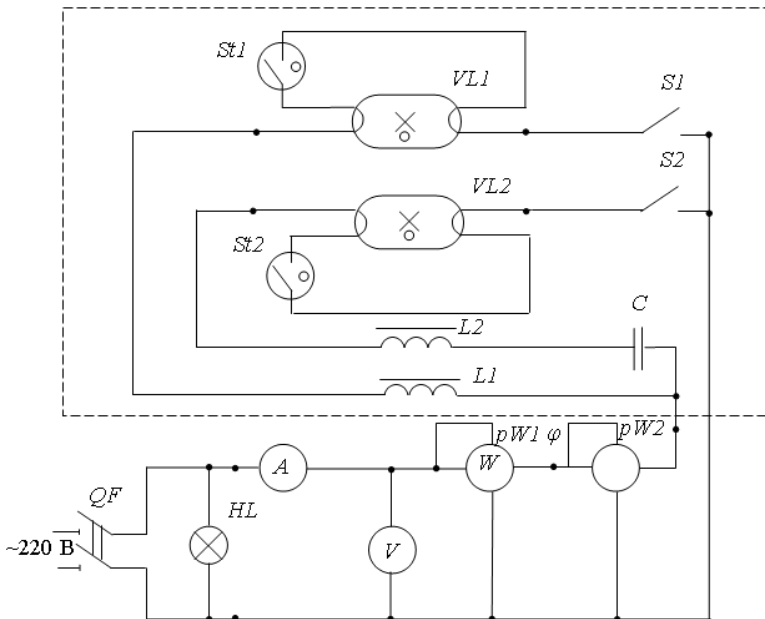 St1
VL1
S1
S2
VL2
St2
C
L2
L1
pW1 φ pW2
A
W
QF
HL
V
~220 В